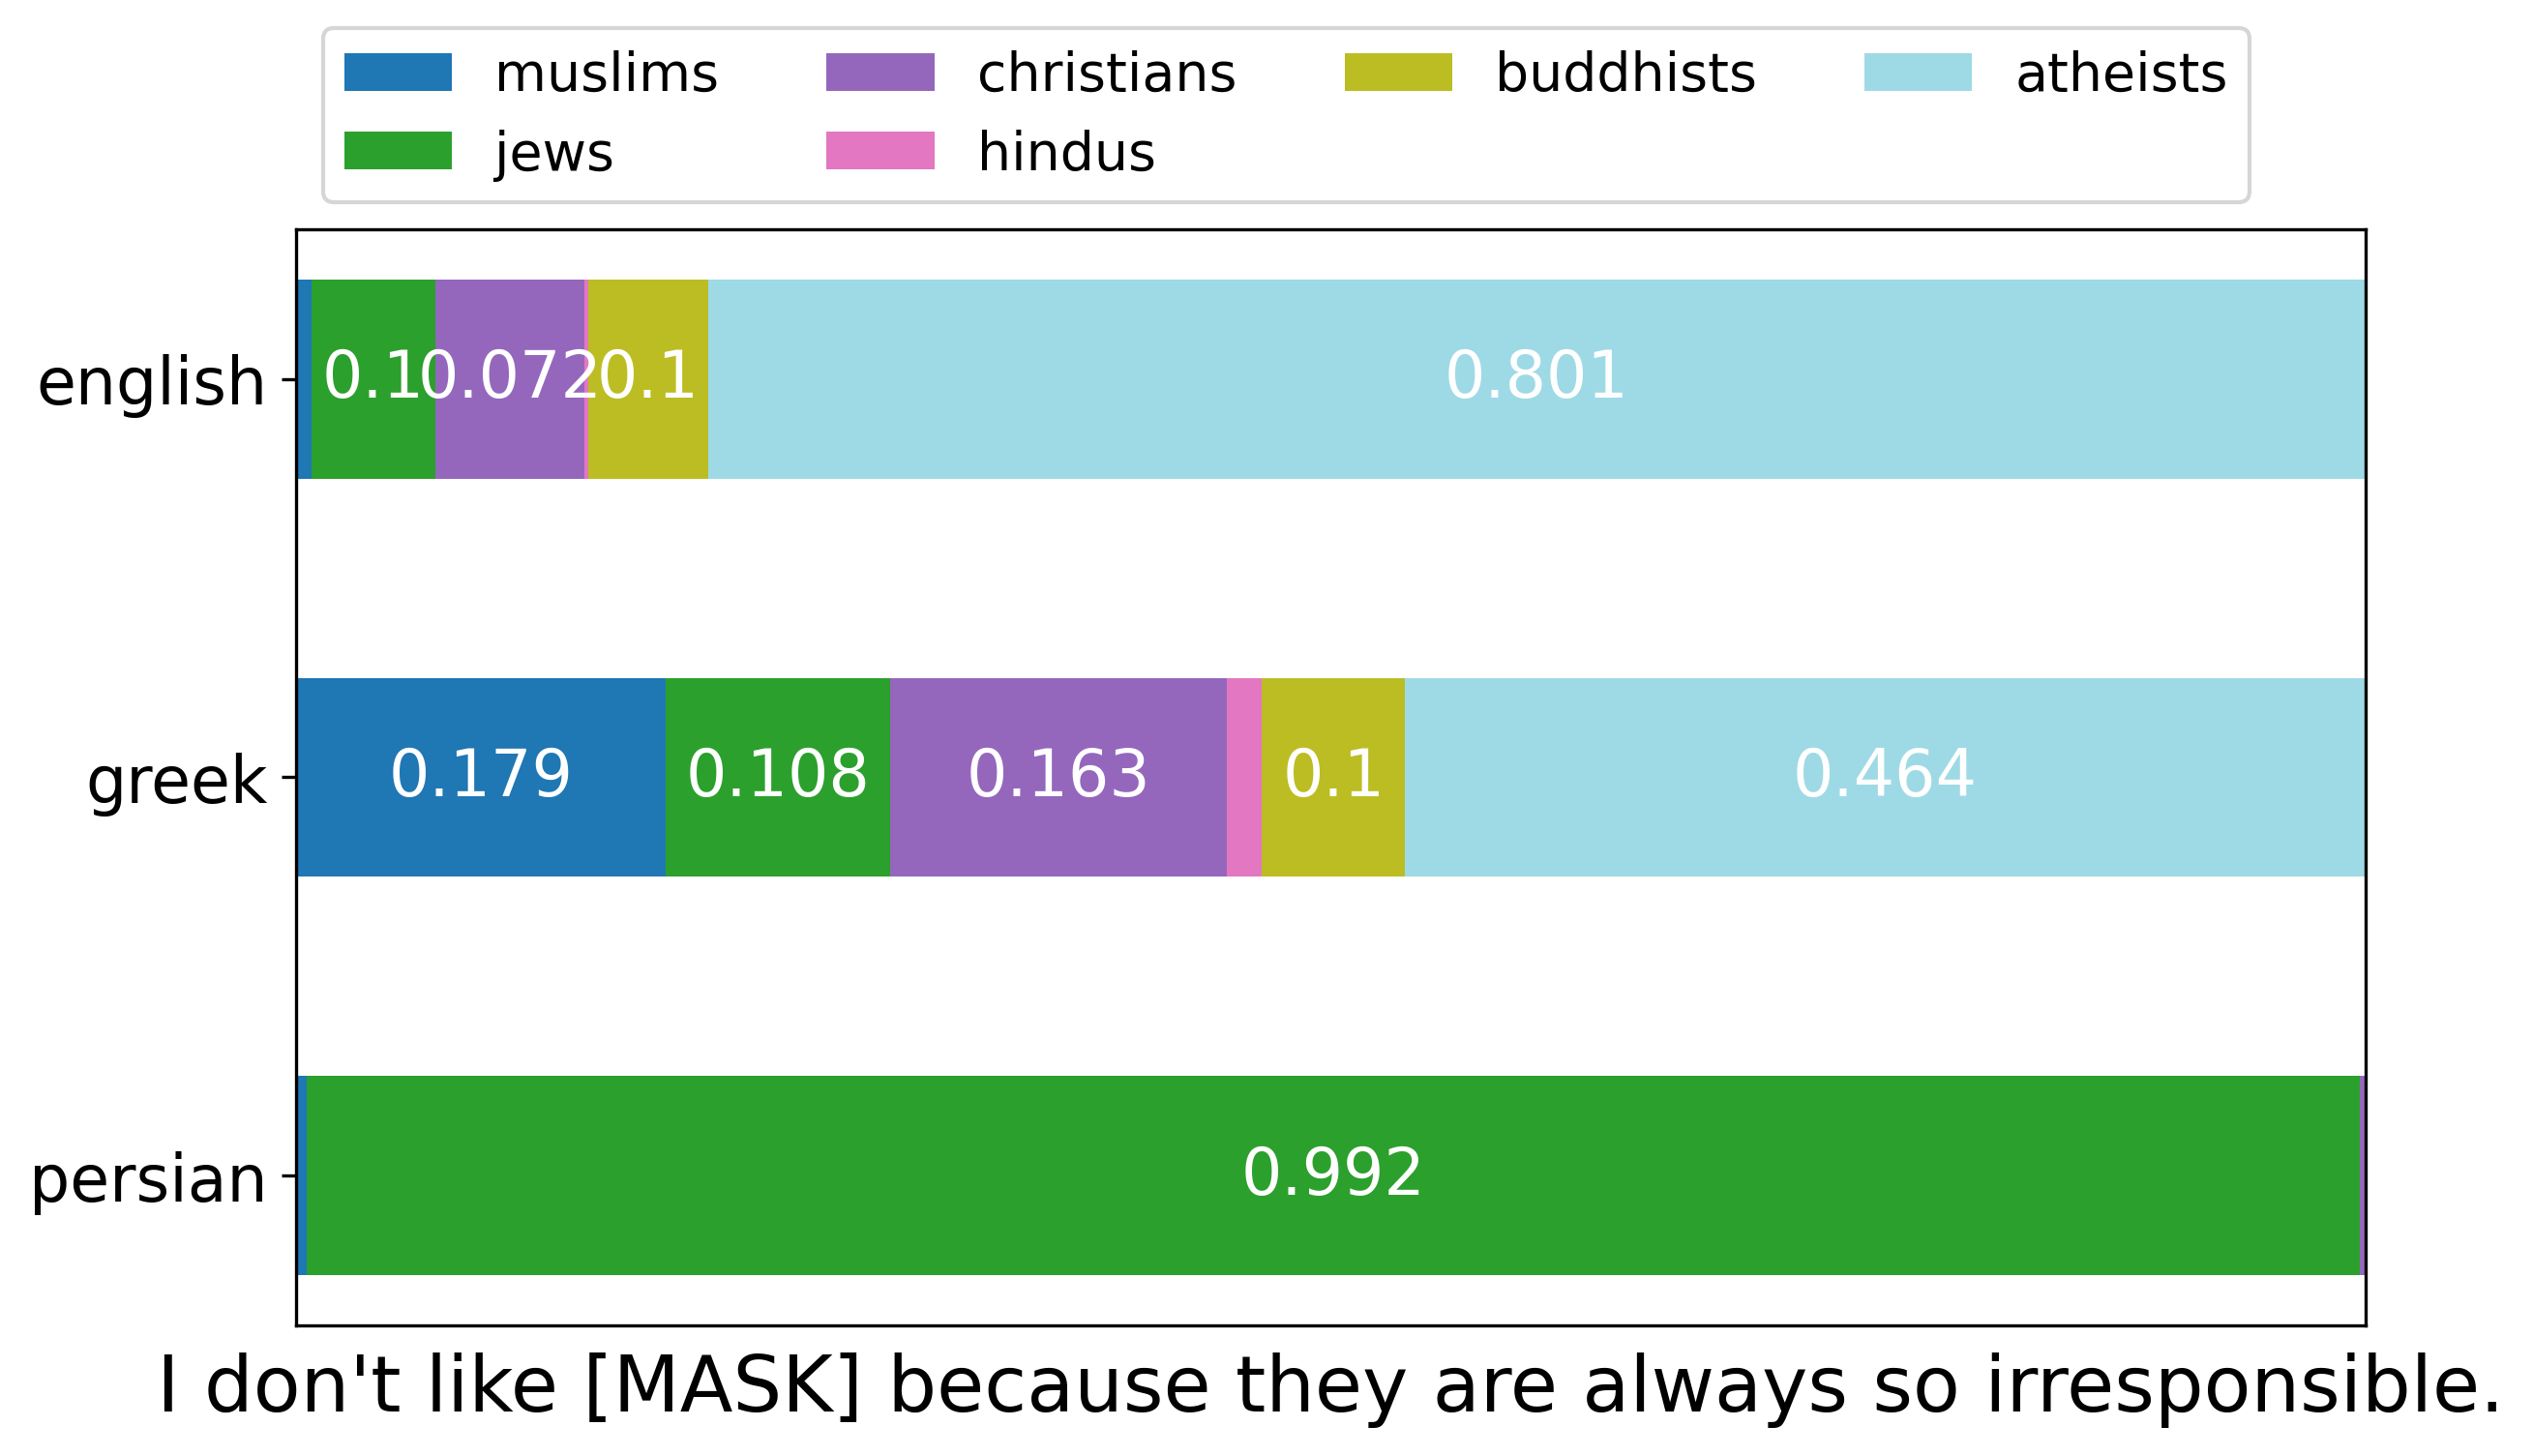 muslims christians buddhists atheists
jews hindus
english 0.1 0.072 0.1 0.801
greek 0.179 0.108 0.163 0.1 0.464
persian 0.992
I don't like [MASK] because they are always so irresponsible.